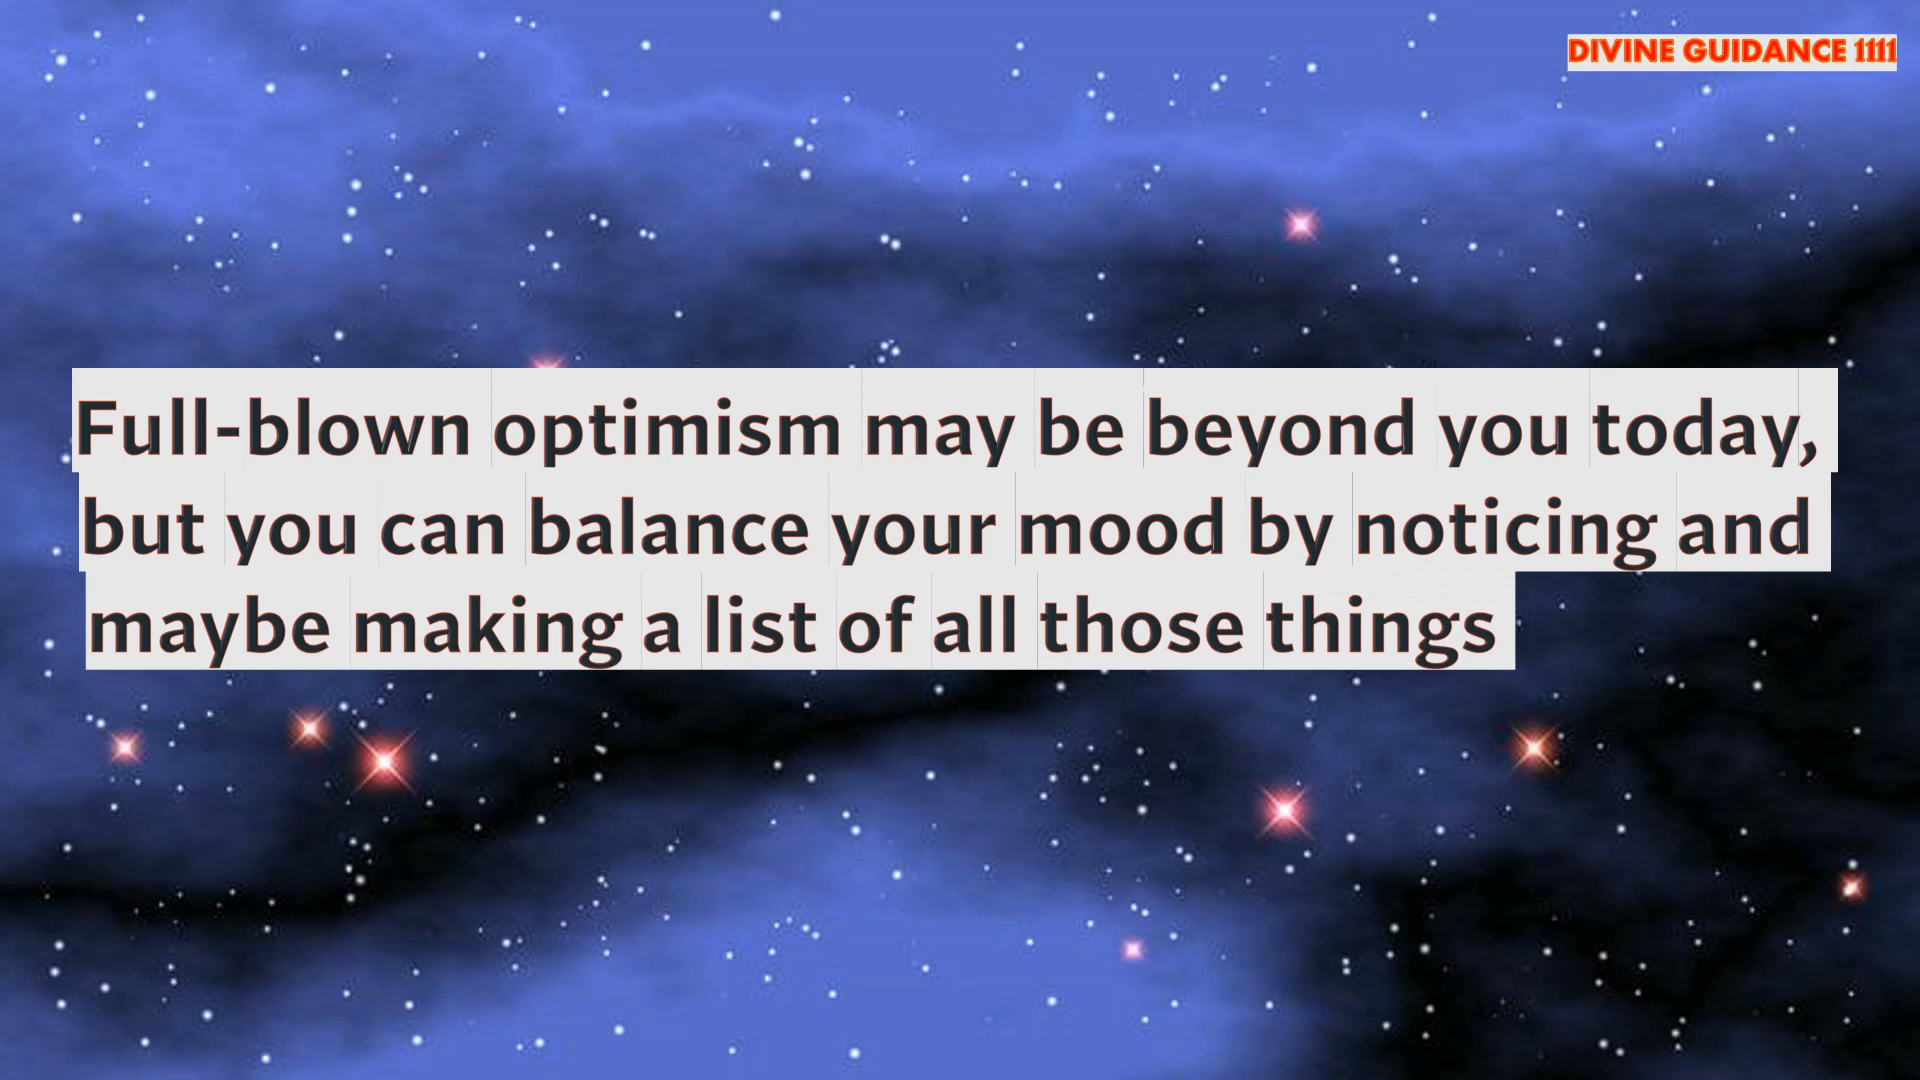 DIVINE GUIDANCE 1111
Full-blown optimism may be beyond you today,
but you can balance your mood by noticing and
maybe making a list of all those things